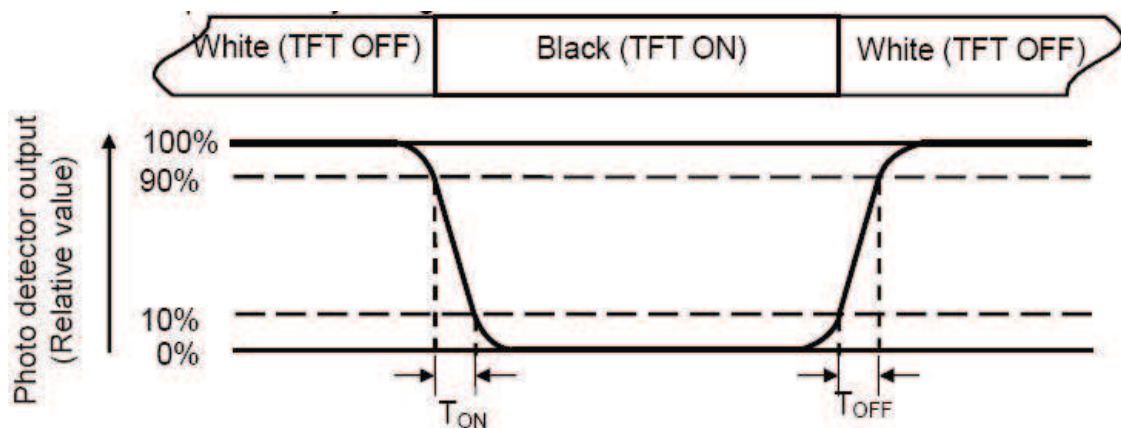 White (TFT OFF)
Black (TFT ON)
White (TFT OFF)
Photo detector output
(Relative value)
100%
90%
10%
0%
TON
TOFF